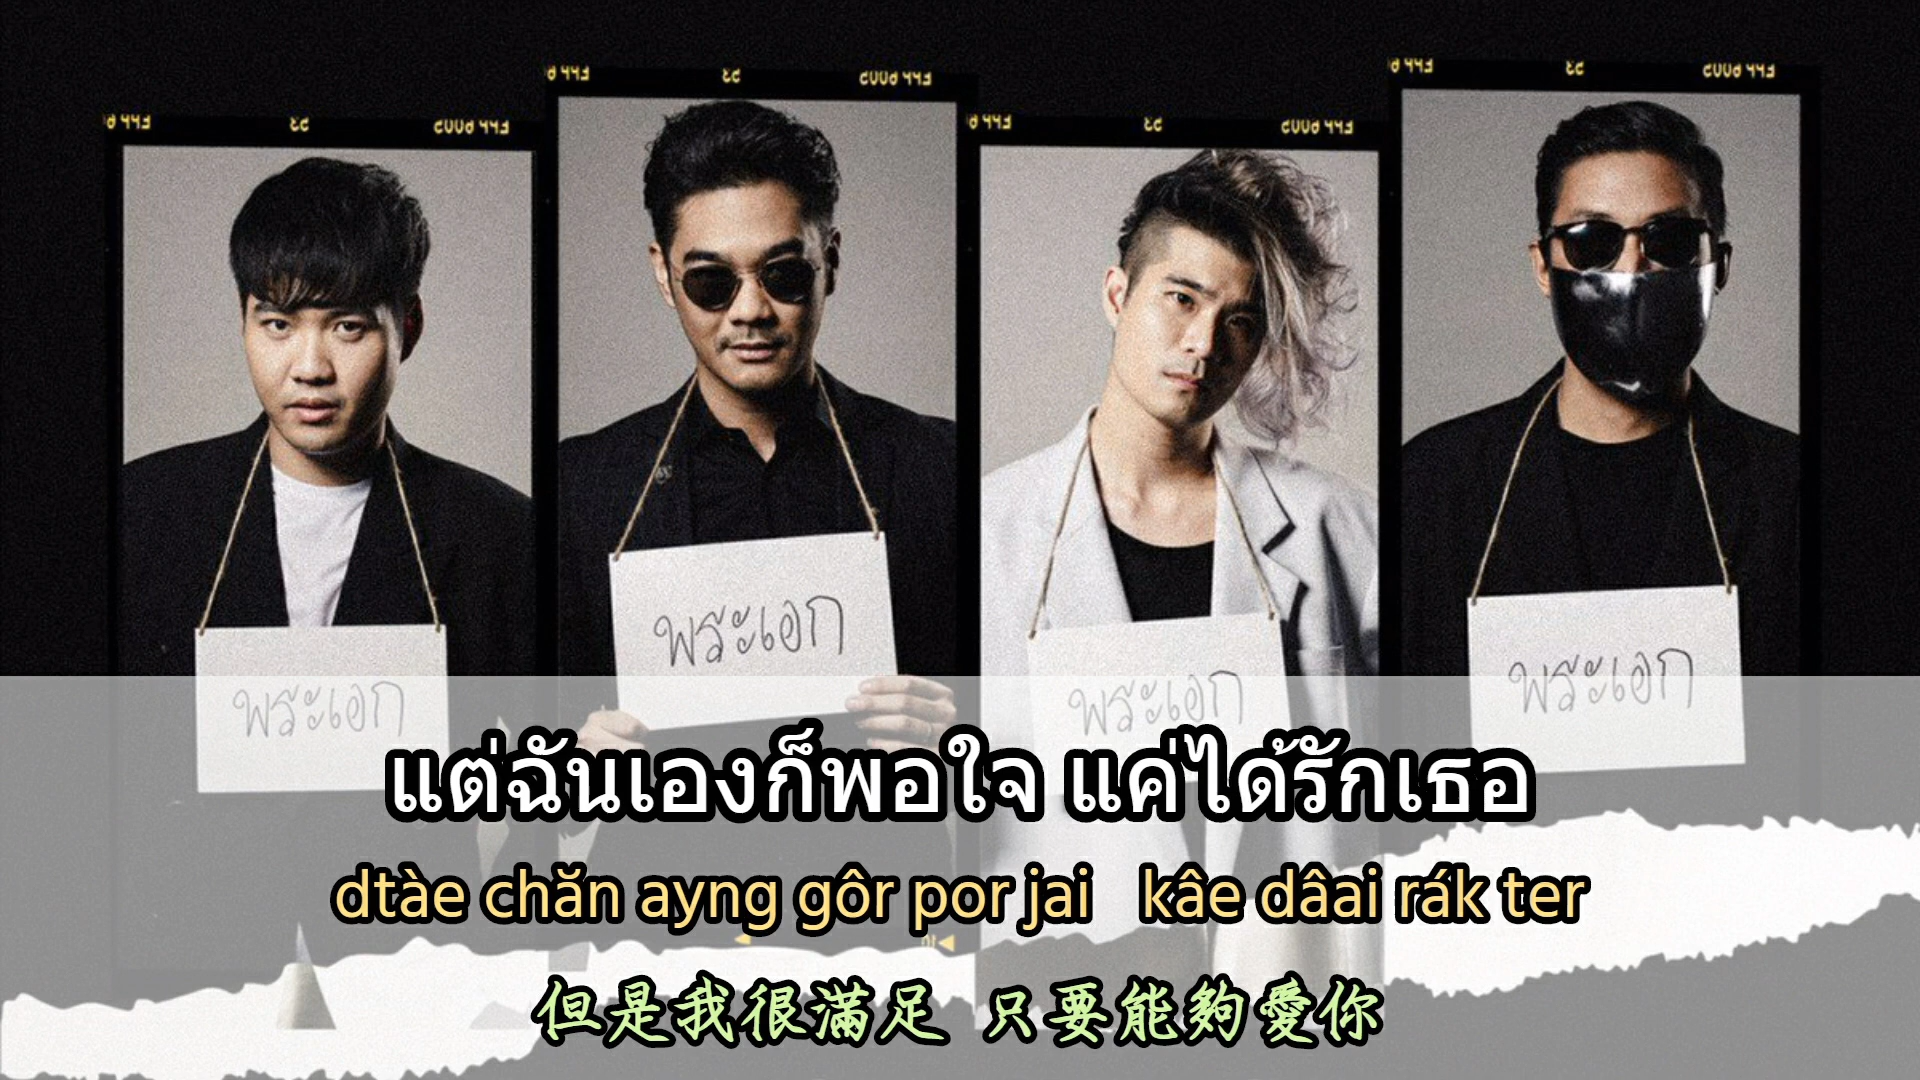 พระเอก
พระเอก
พระเอก
พระเอก
แต่ฉันเองก็พอใจ แค่ได้รักเธอ
dtàe chăn ayng gôr por jai kâe dâai rák ter
但是我很滿足 只要能夠愛你